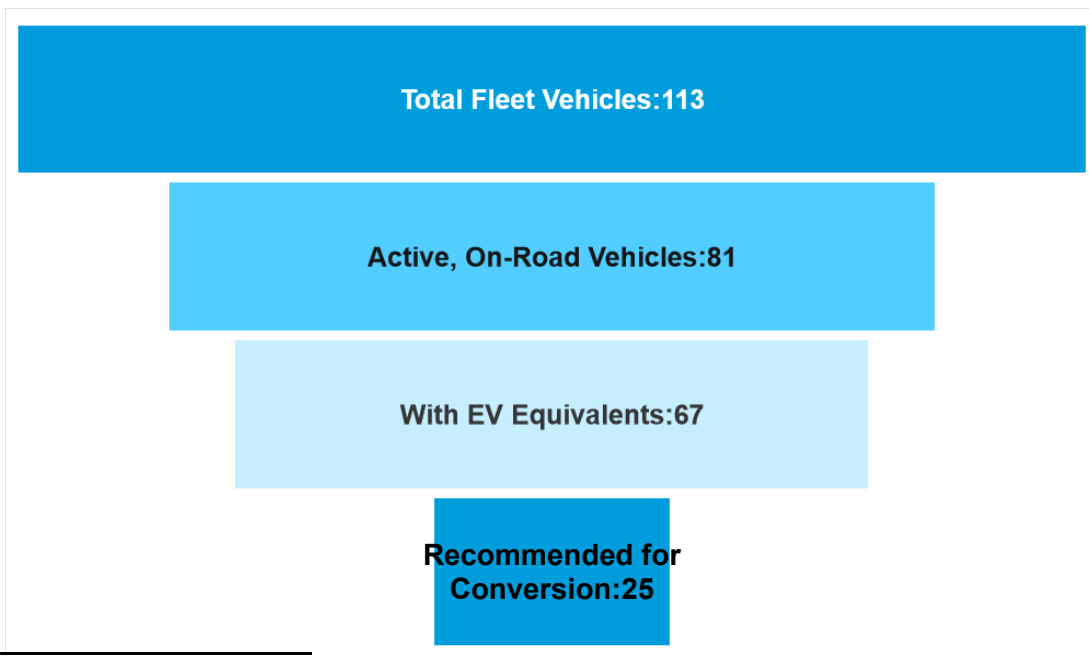 Total Fleet Vehicles:113
Active, On-Road Vehicles:81
With EV Equivalents:67
Recommended for
Conversion:25